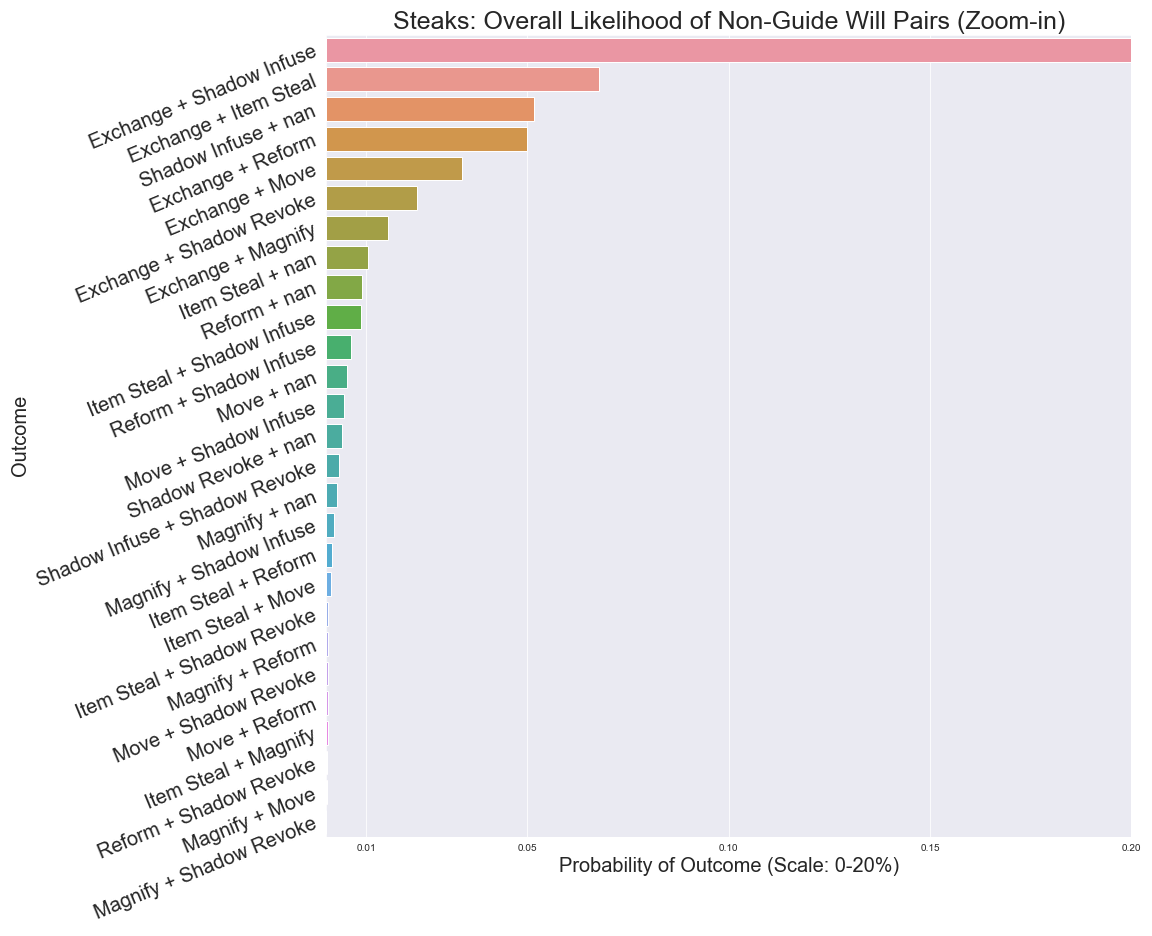 Steaks: Overall Likelihood of Non-Guide Will Pairs (Zoom-in)
Exchange + Shadow Infuse
Exchange + Item Steal
Shadow Infuse + nan
Exchange + Reform
Exchange + Move
Exchange + Shadow Revoke
Exchange + Magnify
Item Steal + nan
Reform + nan
Item Steal + Shadow Infuse
Reform + Shadow Infuse
Move + nan
Move + Shadow Infuse
Shadow Revoke + nan
Shadow Infuse + Shadow Revoke
Magnify + nan
Magnify + Shadow Infuse
Item Steal + Reform
Item Steal + Move
Item Steal + Shadow Revoke
Magnify + Reform
Move + Shadow Revoke
Move + Reform
Item Steal + Magnify
Reform + Shadow Revoke
Magnify + Move
Magnify + Shadow Revoke
Outcome
0.01 0.05 0.10 0.15 0.20
Probability of Outcome (Scale: 0-20%)